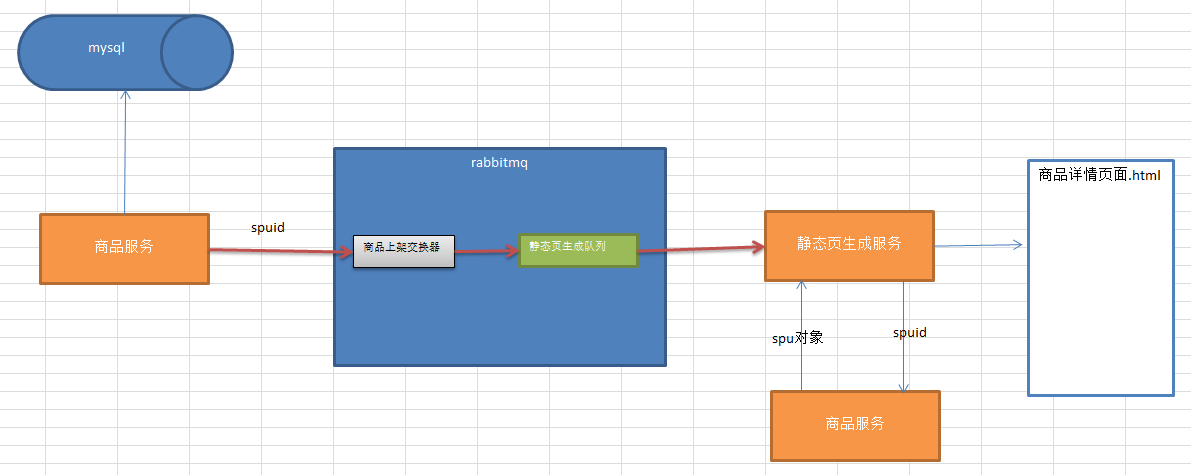 mysql
rabbitmq
商品详情页面.html
商品服务
spuid
商品上架交换器
静态页生成队列
静态页生成服务
spu对象
spuid
商品服务